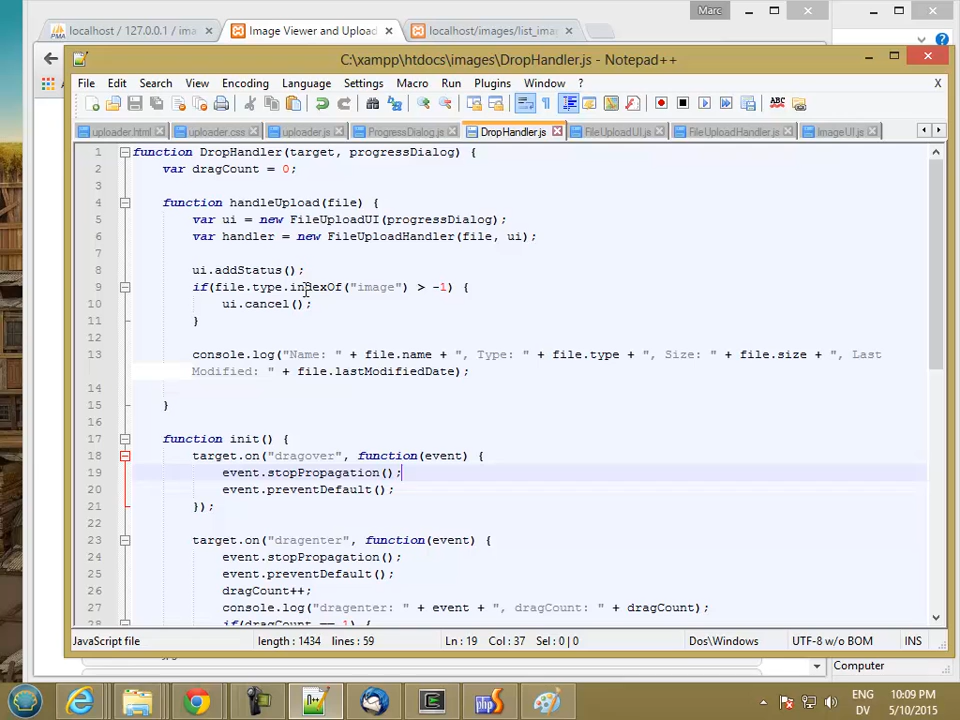 Marc
localhost / 127.0.0.1 / ima
Image Viewer and Upload
localhost/images/list_ima
C:\xampp\htdocs\images\DropHandler.js - Notepad++
File Edit Search View Encoding Language Settings Macro Run Plugins Window ? X
uploader.html uploader.css uploader.js ProgressDialog.js DropHandler.js FileUploadUI.js FileUploadHandler.js ImageUI.js
1 function DropHandler(target, progressDialog) {
2 var dragCount = 0;
3
4 function handleUpload(file) {
5 var ui = new FileUploadUI(progressDialog);
6 var handler = new FileUploadHandler(file, ui);
7
8 ui.addStatus();
9 if(file.type.indexOf("image") > -1) {
10 ui.cancel();
11 }
12
13 console.log("Name: " + file.name + ", Type: " + file.type + ", Size: " + file.size + ", Last
Modified: " + file.lastModifiedDate);
14
15 }
16
17 function init() {
18 target.on("dragover", function(event) {
19 event.stopPropagation();
20 event.preventDefault();
21 });
22
23 target.on("dragenter", function(event) {
24 event.stopPropagation();
25 event.preventDefault();
26 dragCount++;
27 console.log("dragenter: " + event + ", dragCount: " + dragCount);
28 if(dragCount == 1) {
JavaScript file length : 1434 lines : 59 Ln : 19 Col : 37 Sel : 0 | 0 Dos\Windows UTF-8 w/o BOM INS
Computer
ENG 10:09 PM
DV 5/10/2015